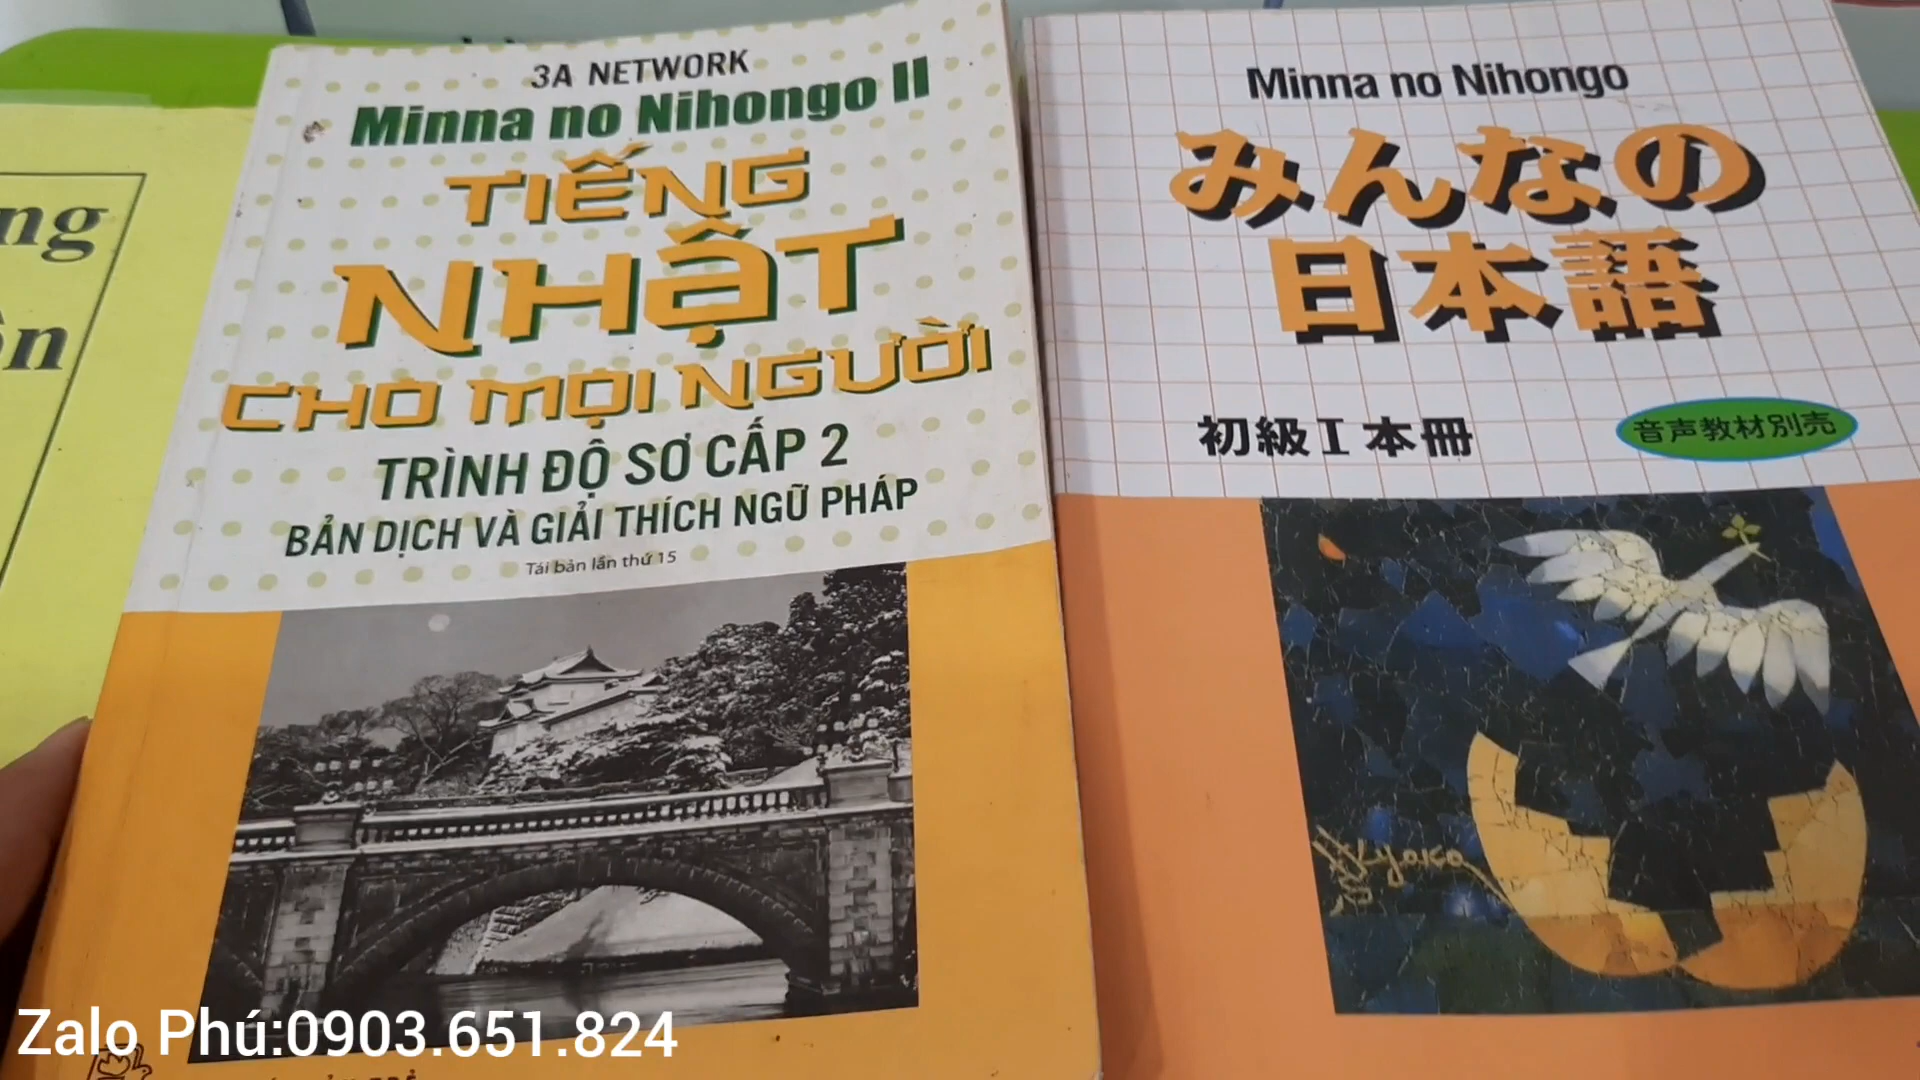 ng
3A NETWORK
Minna no Nihongo II
TIẾNG
NHẬT
CHO MỌI NGƯỜI
TRÌNH ĐỘ SƠ CẤP 2
BẢN DỊCH VÀ GIẢI THÍCH NGỮ PHÁP
Tái bản lần thứ 15
Minna no Nihongo
みんなの
日本語
初級I本冊
音声教材別売
Zalo Phú:0903.651.824